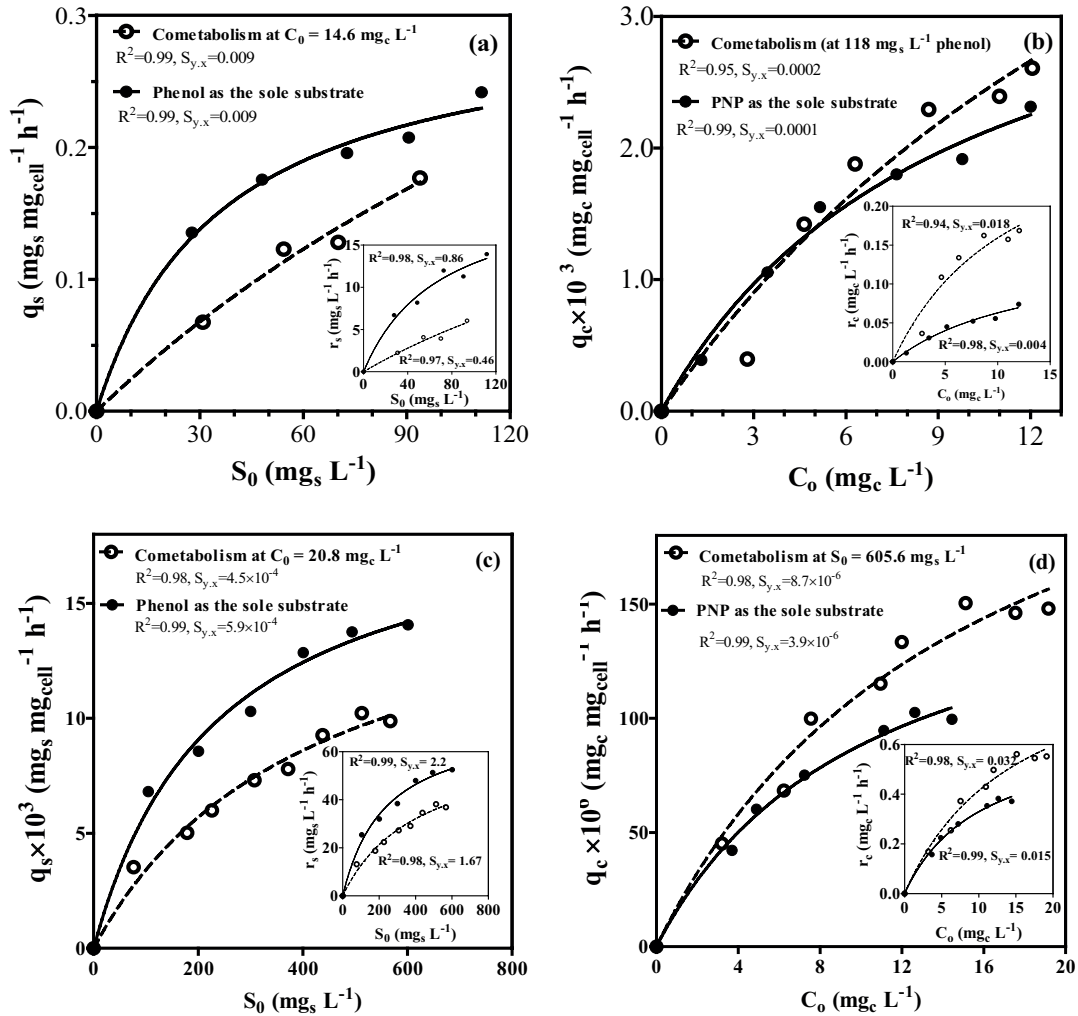 (a)
Cometabolism at C0 = 14.6 mgc L-1
R2=0.99, Sy.x=0.009
Phenol as the sole substrate
R2=0.99, Sy.x=0.009
qs (mgs mgcell-1 h-1)
0.3
0.2
0.1
0.0
0 30 60 90 120
S0 (mgs L-1)
R2=0.98, Sy.x=0.86
R2=0.97, Sy.x=0.46
rs (mgs L-1 h-1)
15
10
5
0
0 40 80 120
S0 (mgs L-1)
(b)
Cometabolism (at 118 mgs L-1 phenol)
R2=0.95, Sy.x=0.0002
PNP as the sole substrate
R2=0.99, Sy.x=0.0001
qc×10 3 (mgc mgcell-1 h-1)
3.0
2.0
1.0
0.0
0 3 6 9 12
Co (mgc L-1)
R2=0.94, Sy.x=0.018
R2=0.98, Sy.x=0.004
rc (mgc L-1 h-1)
0.20
0.15
0.10
0.05
0.00
0 5 10 15
Co (mgc L-1)
(c)
Cometabolism at C0 = 20.8 mgc L-1
R2=0.98, Sy.x=4.5×10-4
Phenol as the sole substrate
R2=0.99, Sy.x=5.9×10-4
qs×103 (mgs mgcell-1 h-1)
15
10
5
0
0 200 400 600 800
S0 (mgs L-1)
R2=0.99, Sy.x= 2.2
R2=0.98, Sy.x= 1.67
rs (mgs L-1 h-1)
60
40
20
0
0 200 400 600 800
S0 (mgs L-1)
(d)
Cometabolism at S0 = 605.6 mgs L-1
R2=0.98, Sy.x=8.7×10-6
PNP as the sole substrate
R2=0.99, Sy.x=3.9×10-6
(mgc mgcell-1 h-1)
150
100
50
0
0 4 8 12 16 20
Co (mgc L-1)
R2=0.98, Sy.x= 0.032
R2=0.99, Sy.x= 0.015
rc (mgc L-1 h-1)
0.6
0.4
0.2
0.0
0 5 10 15 20
Co (mgc L-1)